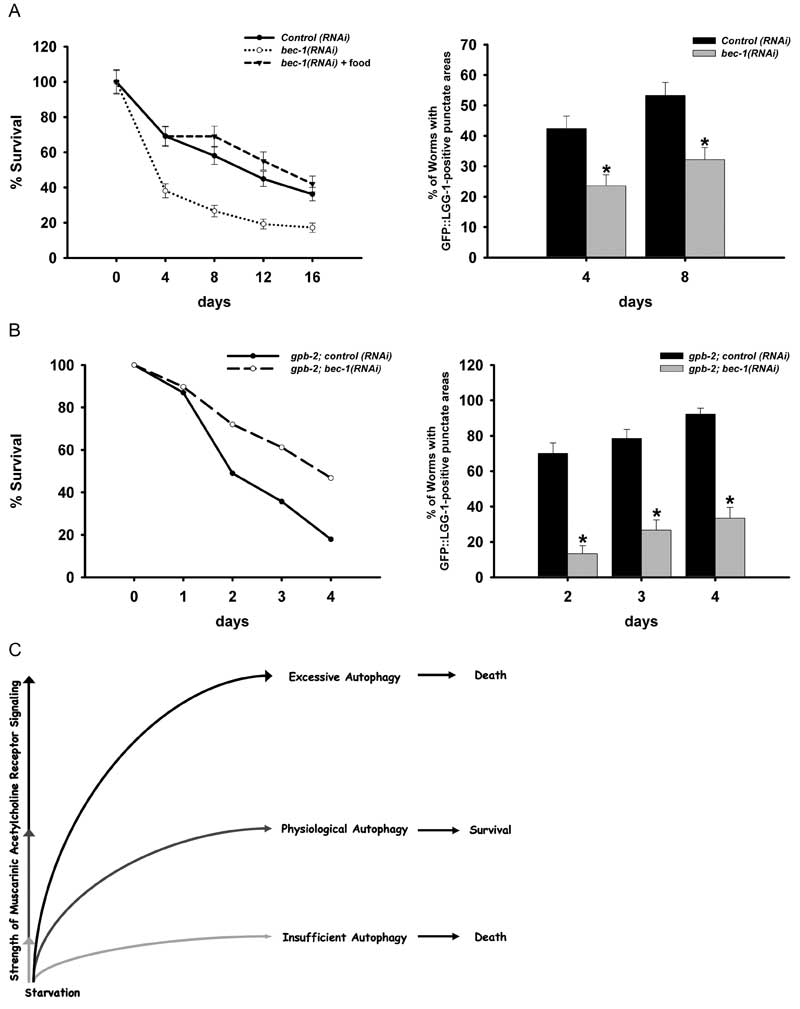 A
Control (RNAi)
bec-1(RNAi)
bec-1(RNAi) + food
120
100
80
60
40
20
0
% Survival
0 4 8 12 16
days
Control (RNAi)
bec-1(RNAi)
70
60
50
40
30
20
10
0
% of Worms with
GFP::LGG-1-positive punctate areas
* *
4 8
days
B
gpb-2; control (RNAi)
gpb-2; bec-1(RNAi)
100
80
60
40
20
0
% Survival
0 1 2 3 4
days
gpb-2; control (RNAi)
gpb-2; bec-1(RNAi)
120
100
80
60
40
20
0
% of Worms with
GFP::LGG-1-positive punctate areas
* * *
2 3 4
days
C
Strength of Muscarinic Acetylcholine Receptor Signaling
Excessive Autophagy Death
Physiological Autophagy Survival
Insufficient Autophagy Death
Starvation